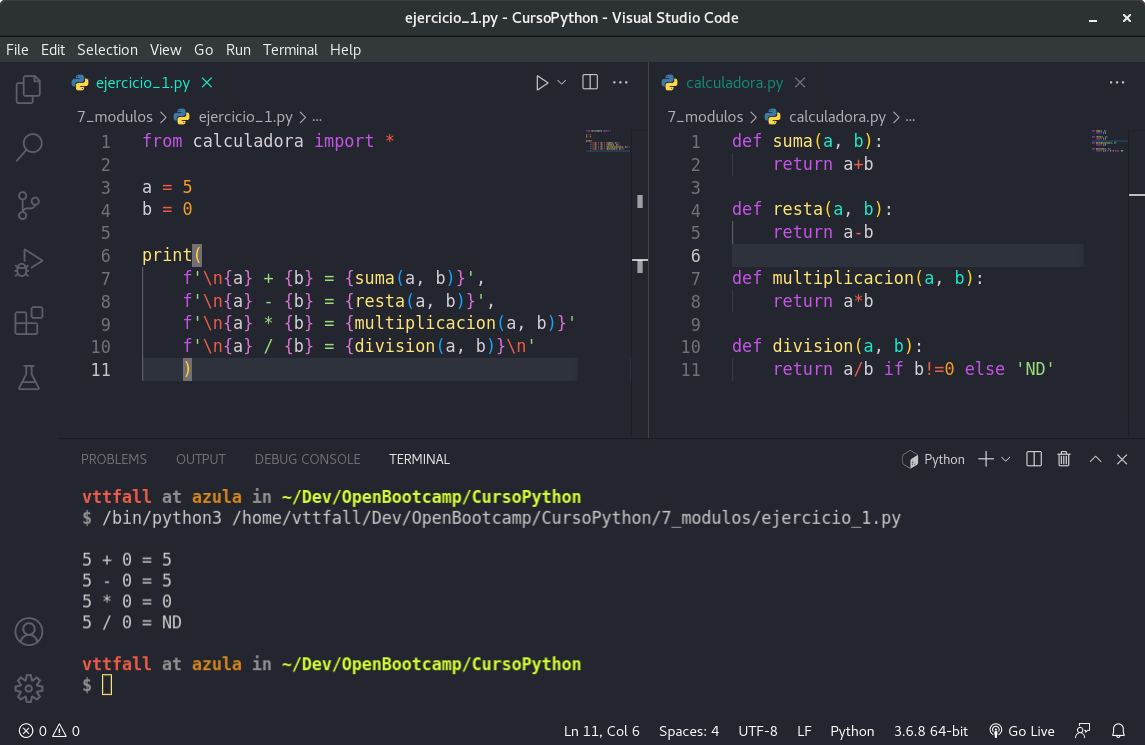 ejercicio_1.py - CursoPython - Visual Studio Code
File Edit Selection View Go Run Terminal Help
ejercicio_1.py
7_modulos > ejercicio_1.py > ...
1 from calculadora import *
2
3 a = 5
4 b = 0
5
6 print(
7     f'\n{a} + {b} = {suma(a, b)}',
8     f'\n{a} - {b} = {resta(a, b)}',
9     f'\n{a} * {b} = {multiplicacion(a, b)}'
10     f'\n{a} / {b} = {division(a, b)}\n'
11     )
calculadora.py
7_modulos > calculadora.py > ...
1 def suma(a, b):
2     return a+b
3
4 def resta(a, b):
5     return a-b
6
7 def multiplicacion(a, b):
8     return a*b
9
10 def division(a, b):
11     return a/b if b!=0 else 'ND'
PROBLEMS OUTPUT DEBUG CONSOLE TERMINAL Python
vttfall at azula in ~/Dev/OpenBootcamp/CursoPython
$ /bin/python3 /home/vttfall/Dev/OpenBootcamp/CursoPython/7_modulos/ejercicio_1.py
5 + 0 = 5
5 - 0 = 5
5 * 0 = 0
5 / 0 = ND
vttfall at azula in ~/Dev/OpenBootcamp/CursoPython
$
0 0 Ln 11, Col 6 Spaces: 4 UTF-8 LF Python 3.6.8 64-bit Go Live